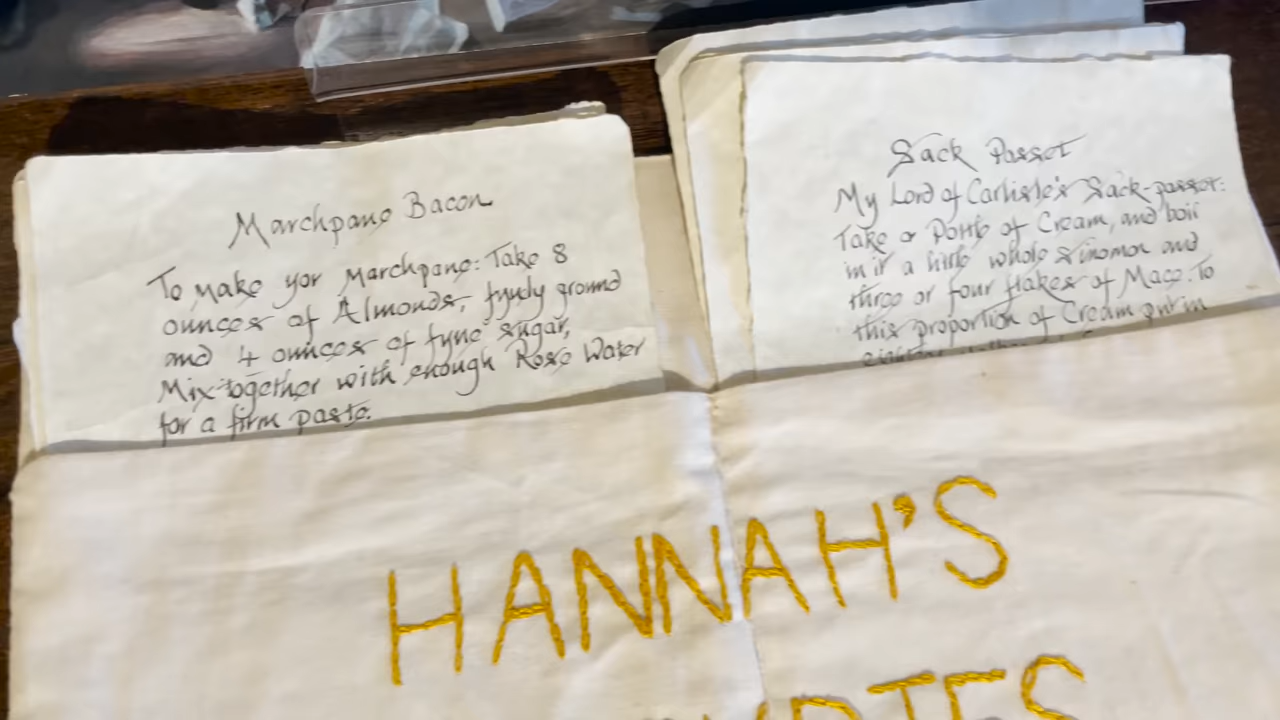 Marchpane Bacon
To make yor Marchpane: Take 8
ounces of Almonds, fynely ground
and 4 ounces of fyne sugar,
Mix together with enough Rose Water
for a firm paste.
Sack Posset
My Lord of Carlisle's Sack-posset:
Take a Pottle of Cream, and boil
in it a little whole Sinamon and
three or four flakes of Mace. To
this proportion of Cream put in
HANNAH'S